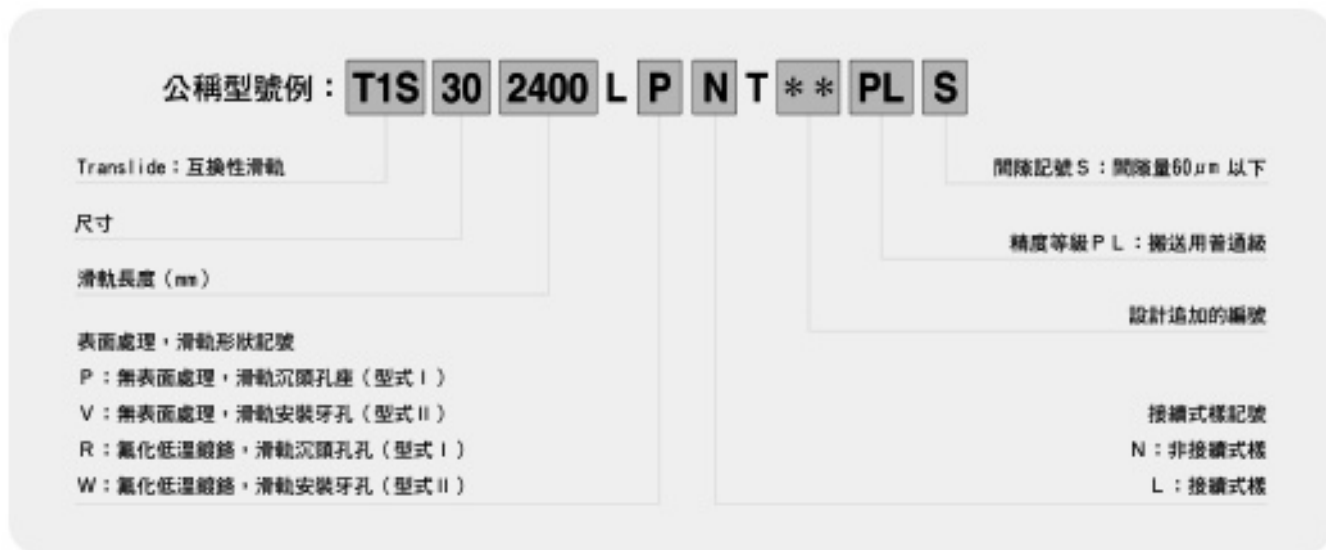 公稱型號例：T1S 30 2400 L P N T ** PL S
Translide：互換性滑軌
尺寸
滑軌長度（mm）
表面處理，滑軌形狀記號
P：無表面處理，滑軌沉頭孔座（型式I）
V：無表面處理，滑軌安裝牙孔（型式II）
R：氟化低溫鍍鉻，滑軌沉頭孔孔（型式I）
W：氟化低溫鍍鉻，滑軌安裝牙孔（型式II）
間隙記號S：間隙量60μm 以下
精度等級PL：搬送用普通級
設計追加的編號
接續式樣記號
N：非接續式樣
L：接續式樣